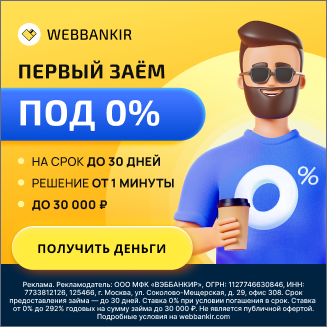 WEBBANKIR
ПЕРВЫЙ ЗАЁМ
ПОД 0%
НА СРОК ДО 30 ДНЕЙ
РЕШЕНИЕ ОТ 1 МИНУТЫ
ДО 30 000 ₽
0%
ПОЛУЧИТЬ ДЕНЬГИ
Реклама. Рекламодатель: ООО МФК «ВЭББАНКИР», ОГРН: 1127746630846, ИНН:
7733812126, 125466, г. Москва, ул. Соколово-Мещерская, д. 29, офис 308. Срок
предоставления займа — до 30 дней. Ставка 0% при условии погашения в срок. Ставка
от 0% до 292% годовых на сумму займа до 30 000 ₽. Не является публичной офертой.
Подробные условия на webbankir.com